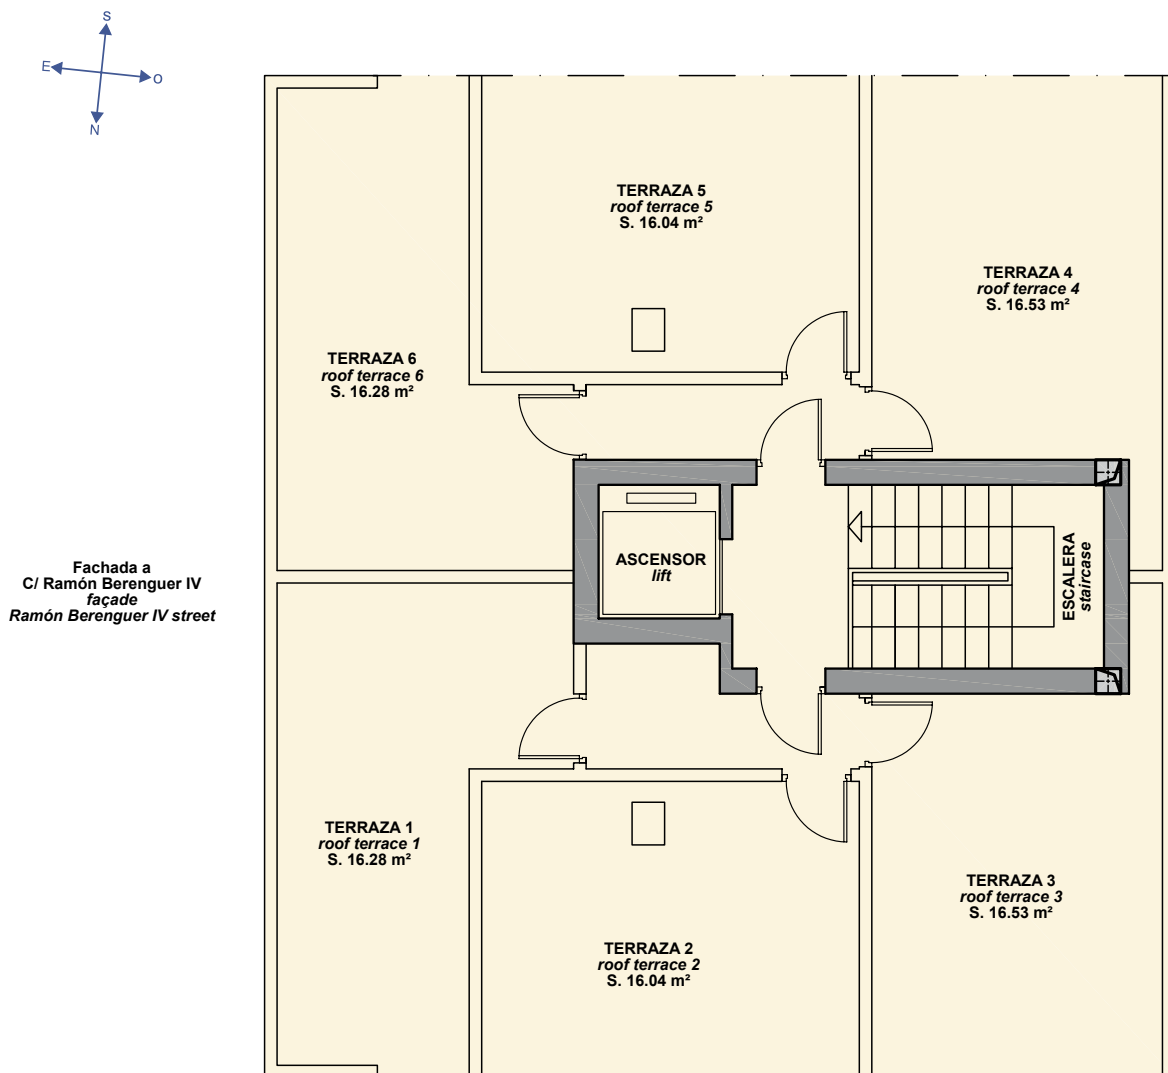 S
E
O
N
TERRAZA 5
roof terrace 5
S. 16.04 m²
TERRAZA 4
roof terrace 4
S. 16.53 m²
TERRAZA 6
roof terrace 6
S. 16.28 m²
ASCENSOR
lift
ESCALERA
staircase
Fachada a
C/ Ramón Berenguer IV
façade
Ramón Berenguer IV street
TERRAZA 1
roof terrace 1
S. 16.28 m²
TERRAZA 3
roof terrace 3
S. 16.53 m²
TERRAZA 2
roof terrace 2
S. 16.04 m²